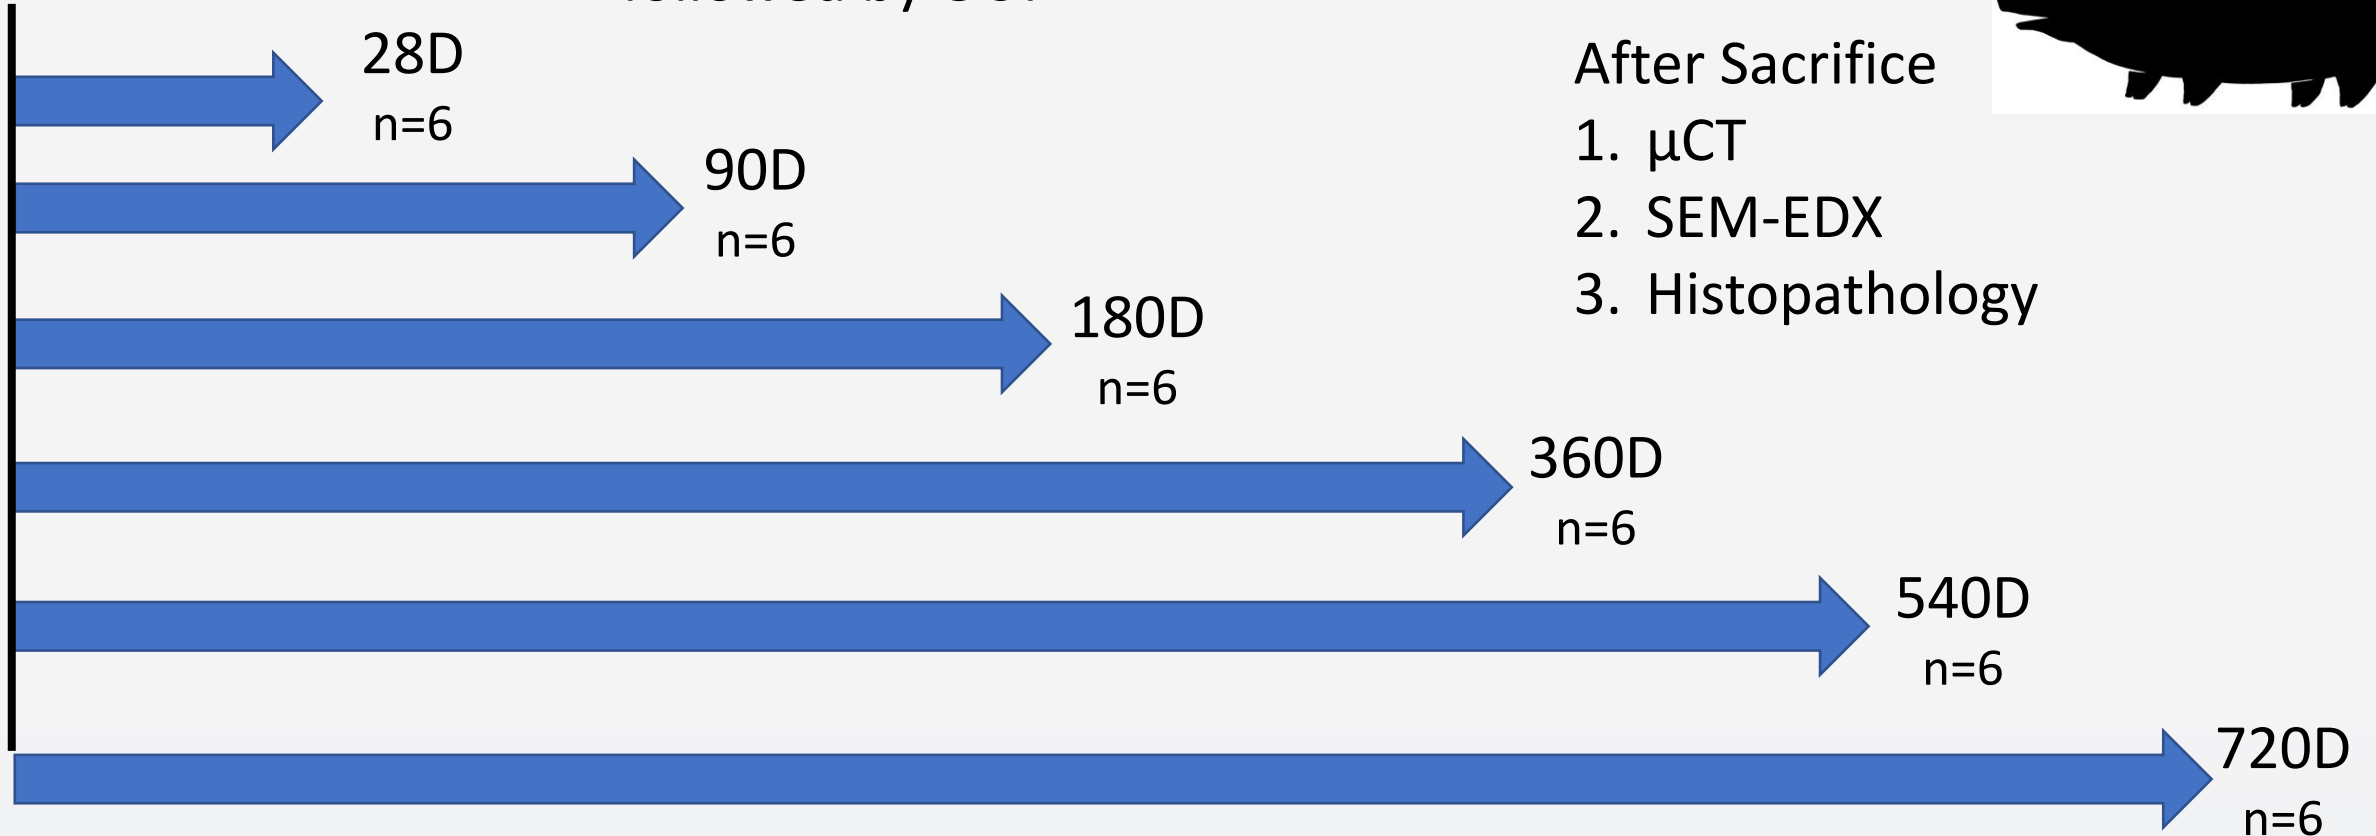 28D
n=6
90D
n=6
180D
n=6
360D
n=6
540D
n=6
720D
n=6
After Sacrifice
1. µCT
2. SEM-EDX
3. Histopathology